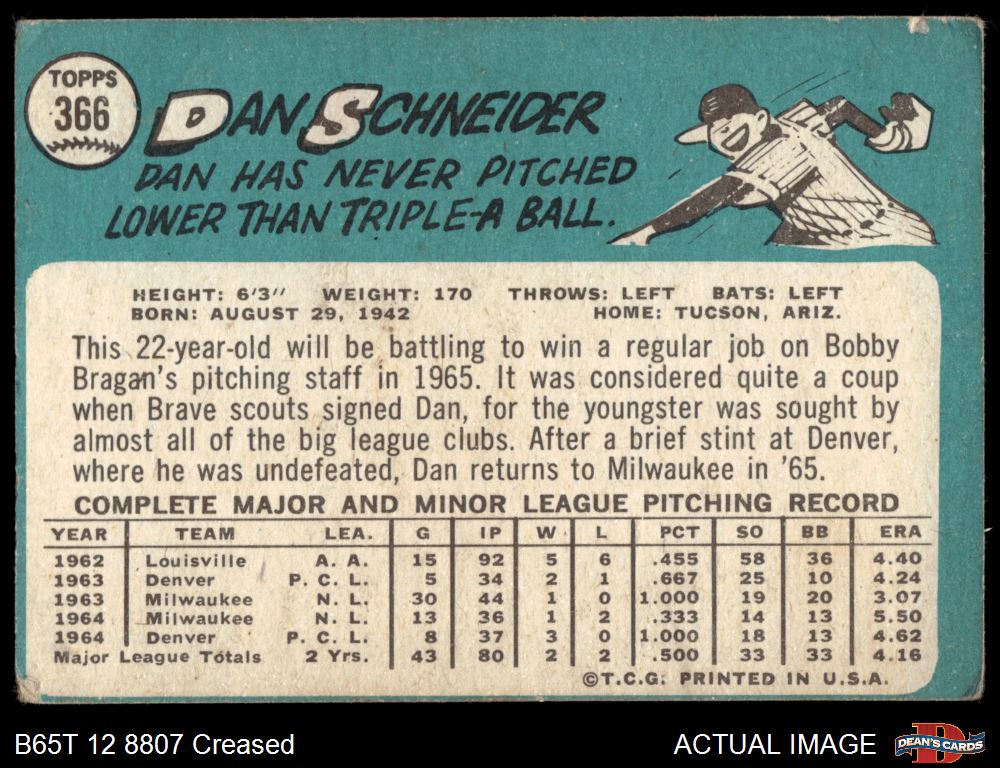 TOPPS
366
DAN SCHNEIDER
DAN HAS NEVER PITCHED
LOWER THAN TRIPLE-A BALL.
HEIGHT: 6'3" WEIGHT: 170 THROWS: LEFT BATS: LEFT
BORN: AUGUST 29, 1942 HOME: TUCSON, ARIZ.
This 22-year-old will be battling to win a regular job on Bobby
Bragan's pitching staff in 1965. It was considered quite a coup
when Brave scouts signed Dan, for the youngster was sought by
almost all of the big league clubs. After a brief stint at Denver,
where he was undefeated, Dan returns to Milwaukee in '65.
COMPLETE MAJOR AND MINOR LEAGUE PITCHING RECORD
YEAR TEAM LEA. G IP W L PCT SO BB ERA
1962 Louisville A. A. 15 92 5 6 .455 58 36 4.40
1963 Denver P. C. L. 5 34 2 1 .667 25 10 4.24
1963 Milwaukee N. L. 30 44 1 0 1.000 19 20 3.07
1964 Milwaukee N. L. 13 36 1 2 .333 14 13 5.50
1964 Denver P. C. L. 8 37 3 0 1.000 18 13 4.62
Major League Totals 2 Yrs. 43 80 2 2 .500 33 33 4.16
©T.C.G. PRINTED IN U.S.A.
B65T 12 8807 Creased
ACTUAL IMAGE
DEAN'S CARDS